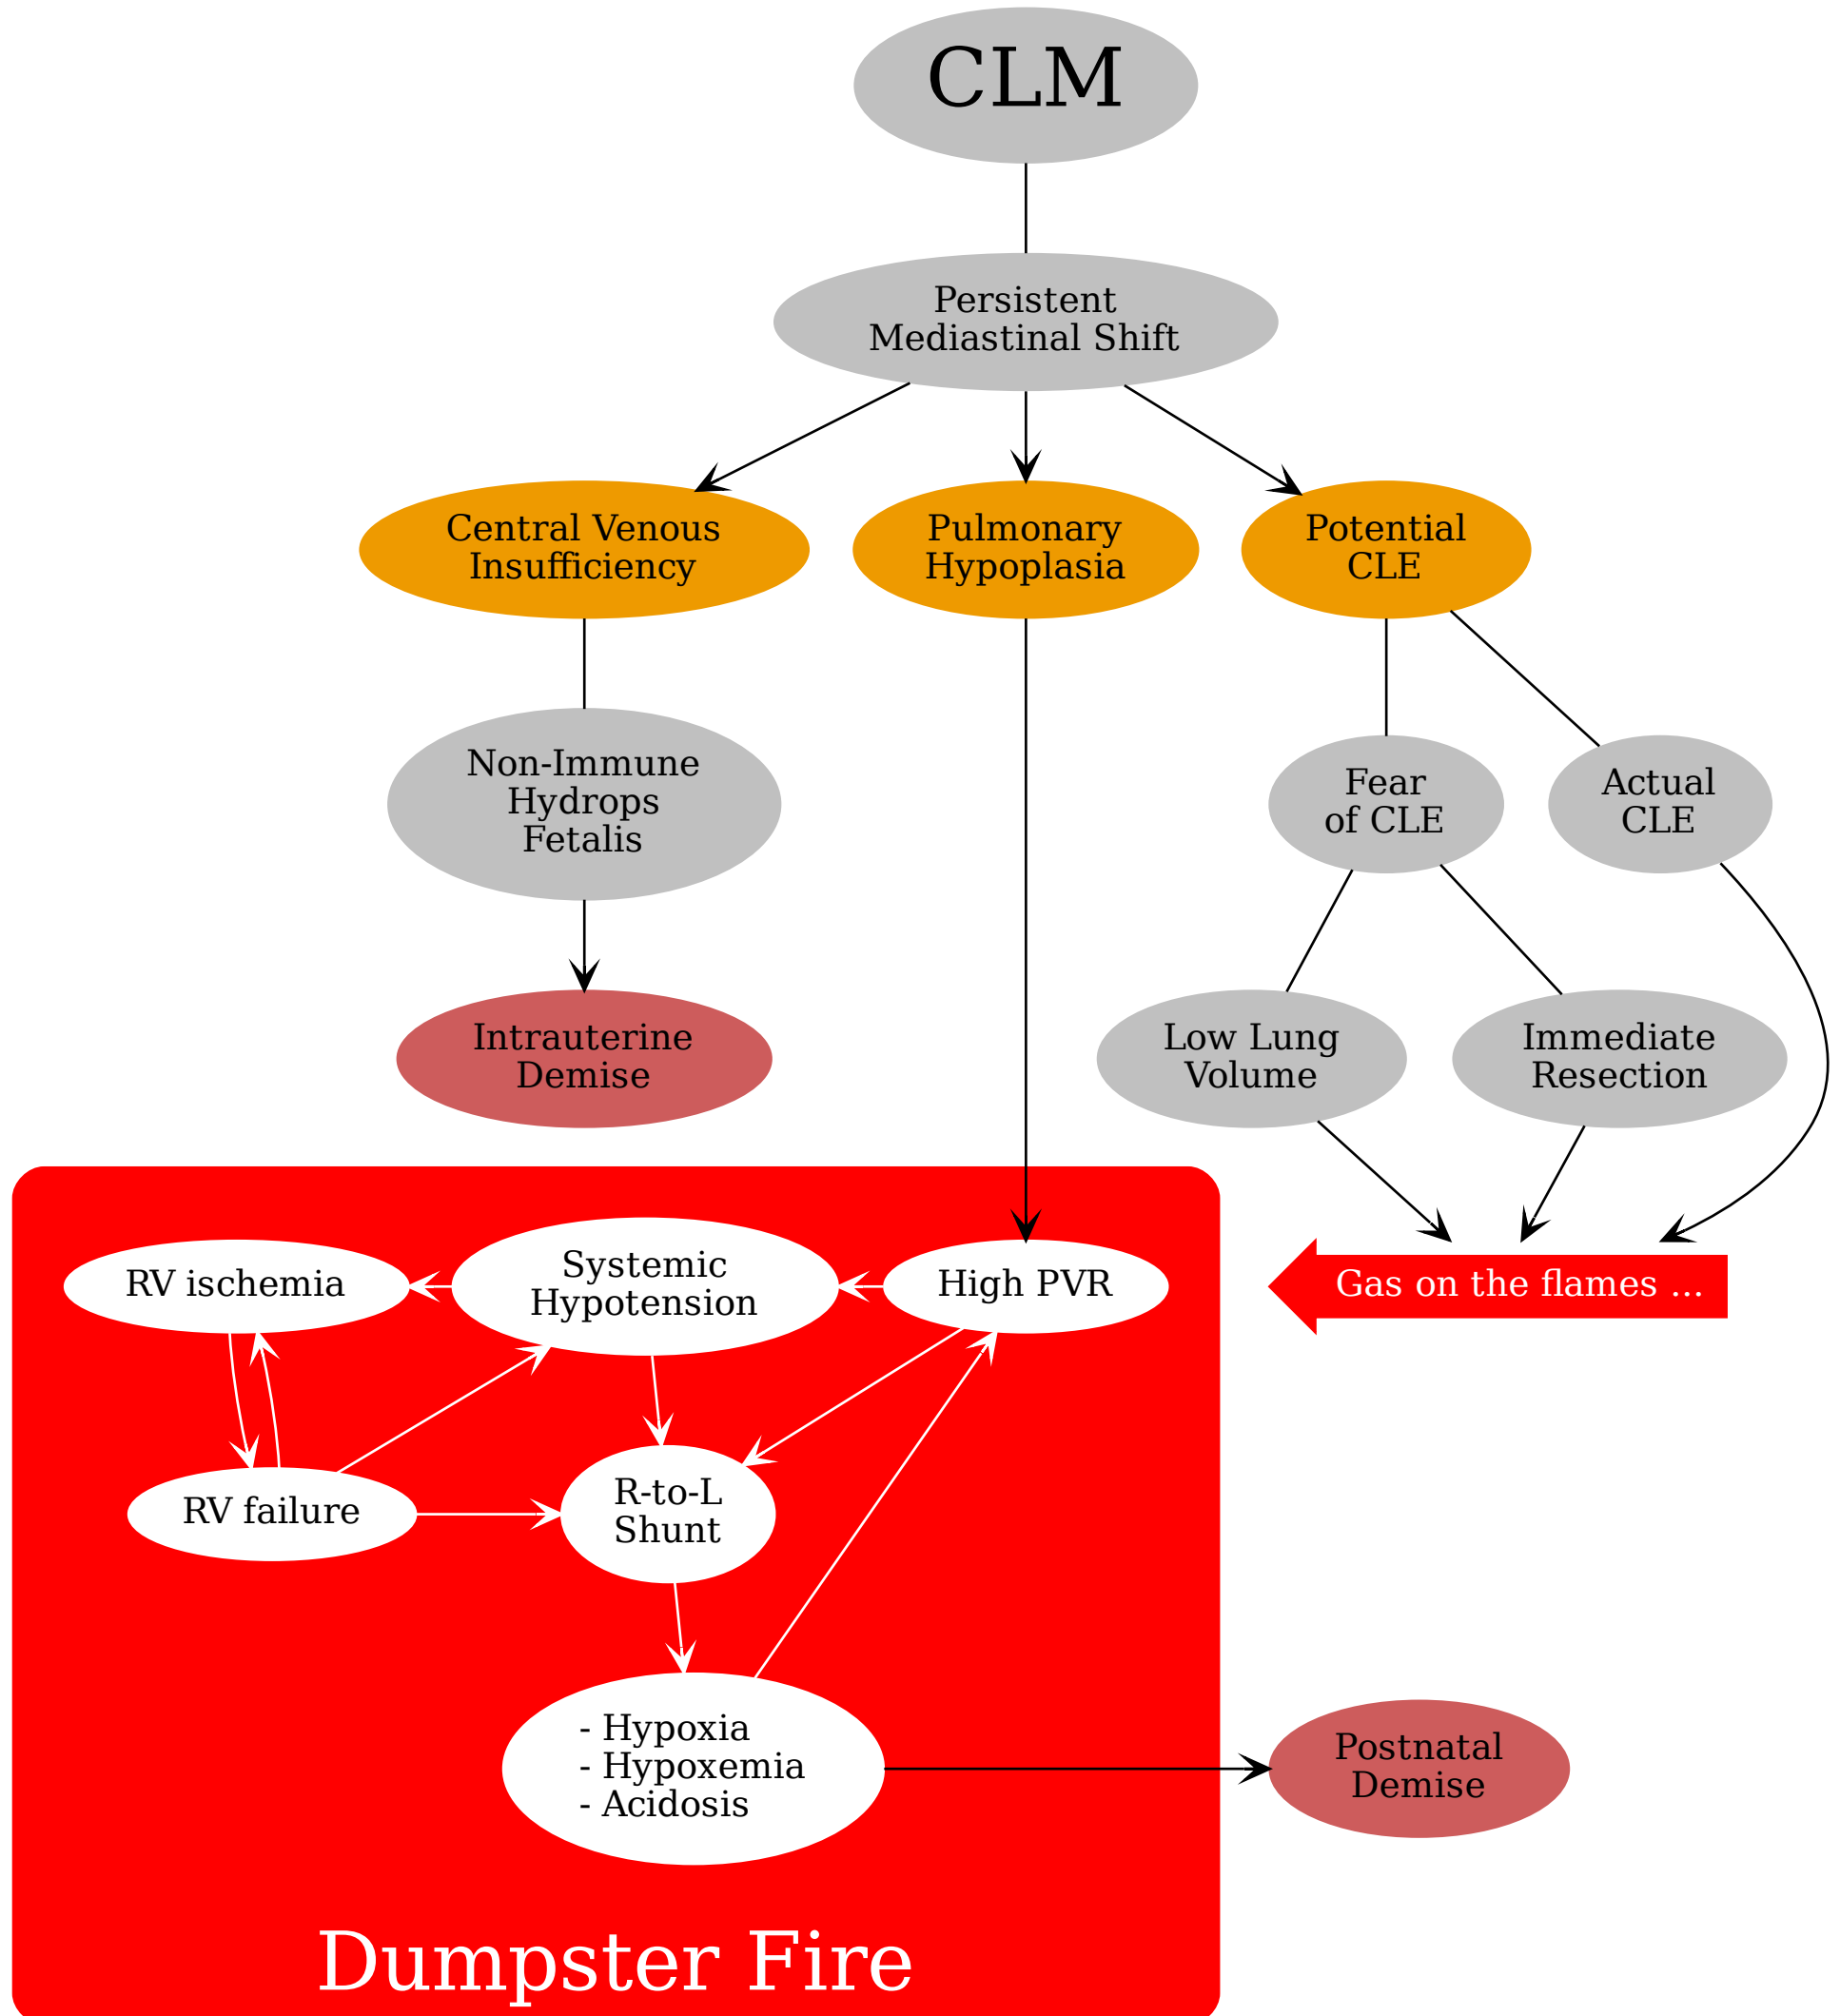 CLM
Persistent
Mediastinal Shift
Central Venous
Insufficiency
Pulmonary
Hypoplasia
Potential
CLE
Non-Immune
Hydrops
Fetalis
Fear
of CLE
Actual
CLE
Intrauterine
Demise
Low Lung
Volume
Immediate
Resection
RV ischemia
Systemic
Hypotension
High PVR
Gas on the flames ...
RV failure
R-to-L
Shunt
- Hypoxia
- Hypoxemia
- Acidosis
Postnatal
Demise
Dumpster Fire